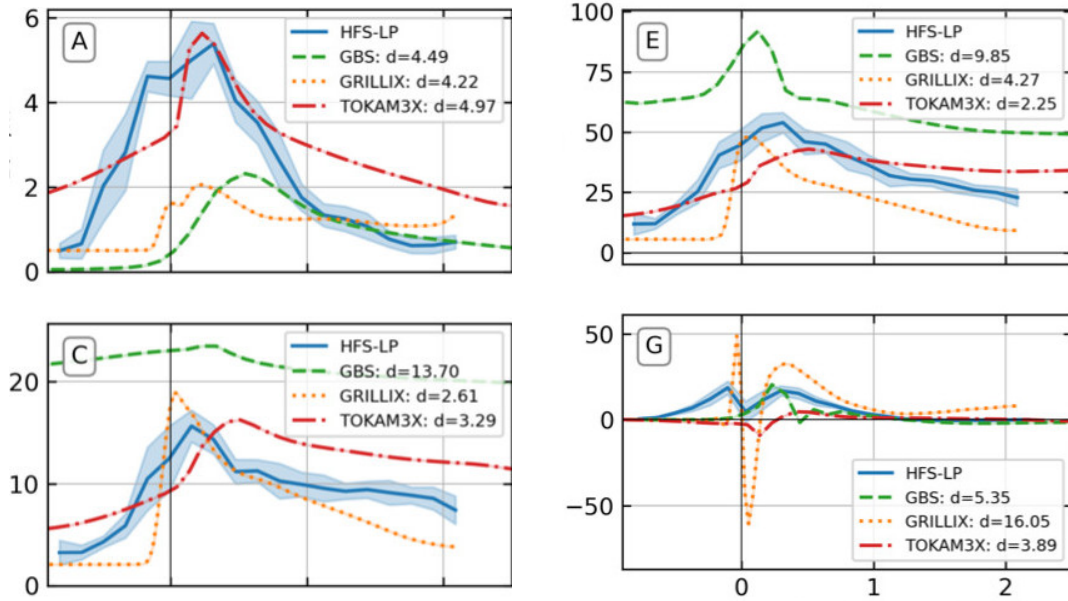 A
HFS-LP
GBS: d=4.49
GRILLIX: d=4.22
TOKAM3X: d=4.97
6
4
2
0
E
HFS-LP
GBS: d=9.85
GRILLIX: d=4.27
TOKAM3X: d=2.25
100
75
50
25
0
C
HFS-LP
GBS: d=13.70
GRILLIX: d=2.61
TOKAM3X: d=3.29
20
10
0
G
HFS-LP
GBS: d=5.35
GRILLIX: d=16.05
TOKAM3X: d=3.89
50
0
−50
0 1 2